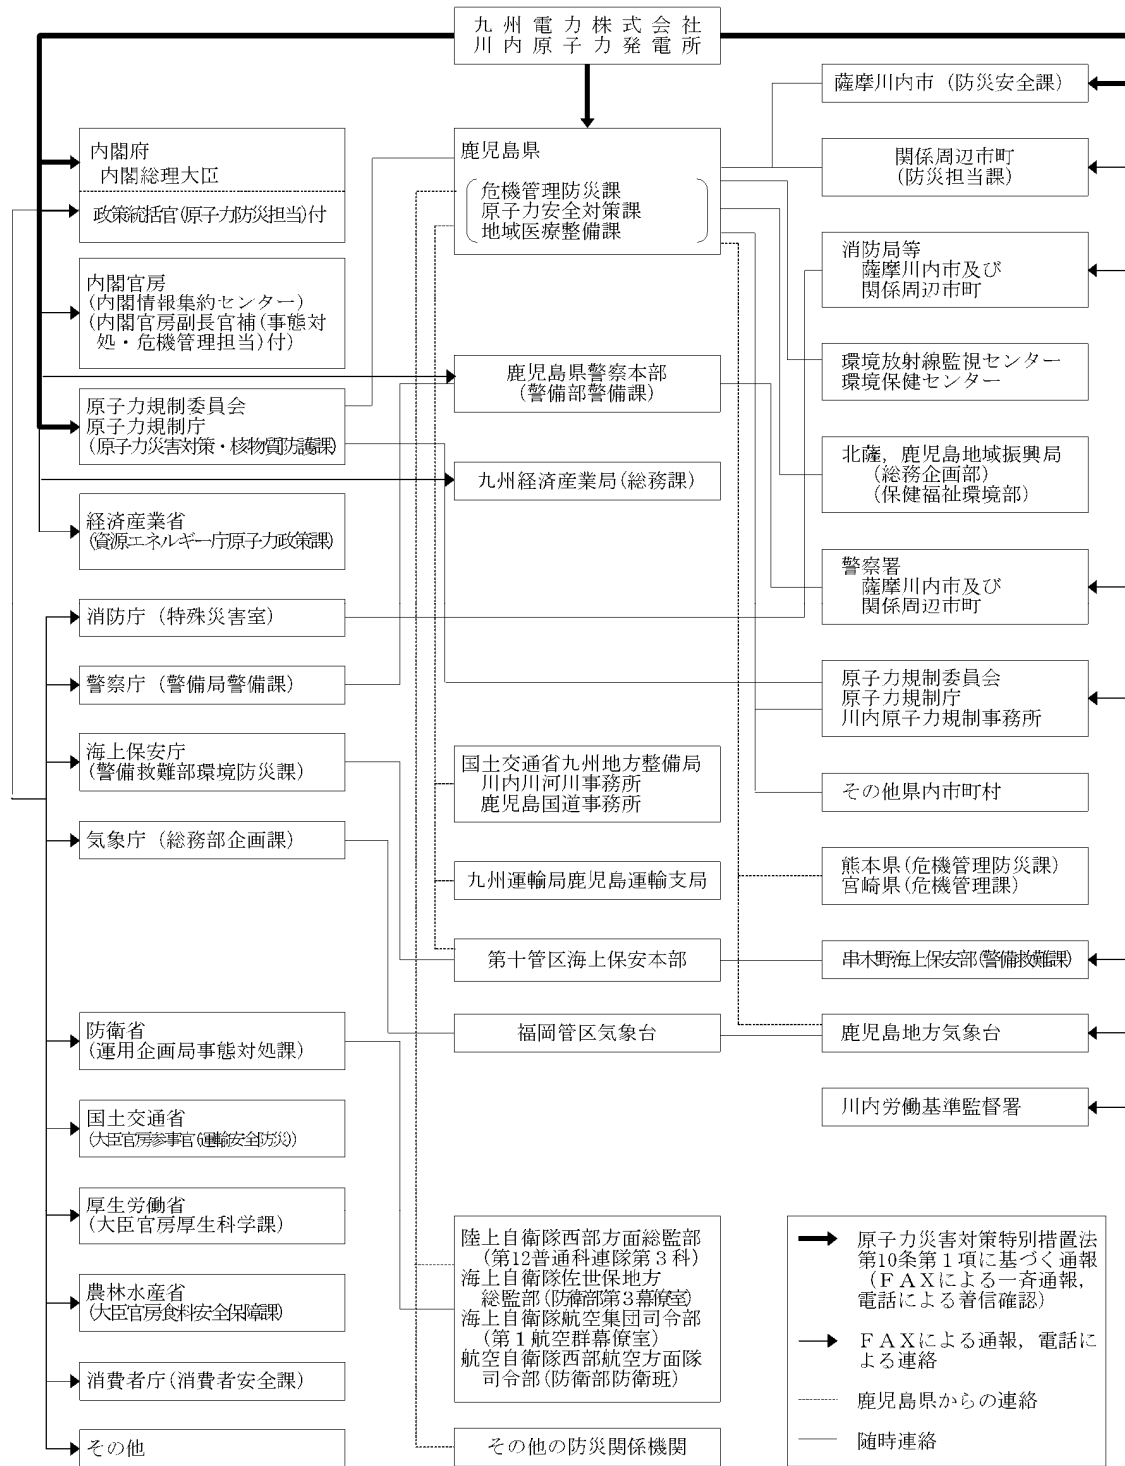 九州電力株式会社
川内原子力発電所
内閣府
内閣総理大臣
政策統括官(原子力防災担当)付
内閣官房
(内閣情報集約センター)
(内閣官房副長官補(事態対
処・危機管理担当)付)
原子力規制委員会
原子力規制庁
(原子力災害対策・核物質防護課)
経済産業省
(資源エネルギー庁原子力政策課)
消防庁（特殊災害室）
警察庁（警備局警備課）
海上保安庁
(警備救難部環境防災課)
気象庁（総務部企画課）
防衛省
(運用企画局事態対処課)
国土交通省
(大臣官房参事官(運輸安全防災))
厚生労働省
(大臣官房厚生科学課)
農林水産省
(大臣官房食料安全保障課)
消費者庁(消費者安全課)
その他
鹿児島県
危機管理防災課
原子力安全対策課
地域医療整備課
鹿児島県警察本部
(警備部警備課)
九州経済産業局(総務課)
国土交通省九州地方整備局
川内川河川事務所
鹿児島国道事務所
九州運輸局鹿児島運輸支局
第十管区海上保安本部
福岡管区気象台
陸上自衛隊西部方面総監部
(第12普通科連隊第３科)
海上自衛隊佐世保地方
総監部(防衛部第３幕僚室)
海上自衛隊航空集団司令部
(第１航空群幕僚室)
航空自衛隊西部航空方面隊
司令部(防衛部防衛班)
その他の防災関係機関
薩摩川内市（防災安全課）
関係周辺市町
(防災担当課)
消防局等
薩摩川内市及び
関係周辺市町
環境放射線監視センター
環境保健センター
北薩，鹿児島地域振興局
(総務企画部)
(保健福祉環境部)
警察署
薩摩川内市及び
関係周辺市町
原子力規制委員会
原子力規制庁
川内原子力規制事務所
その他県内市町村
熊本県(危機管理防災課)
宮崎県(危機管理課)
串木野海上保安部(警備救難課)
鹿児島地方気象台
川内労働基準監督署
原子力災害対策特別措置法
第10条第１項に基づく通報
（ＦＡＸによる一斉通報，
電話による着信確認）
ＦＡＸによる通報，電話に
よる連絡
鹿児島県からの連絡
随時連絡